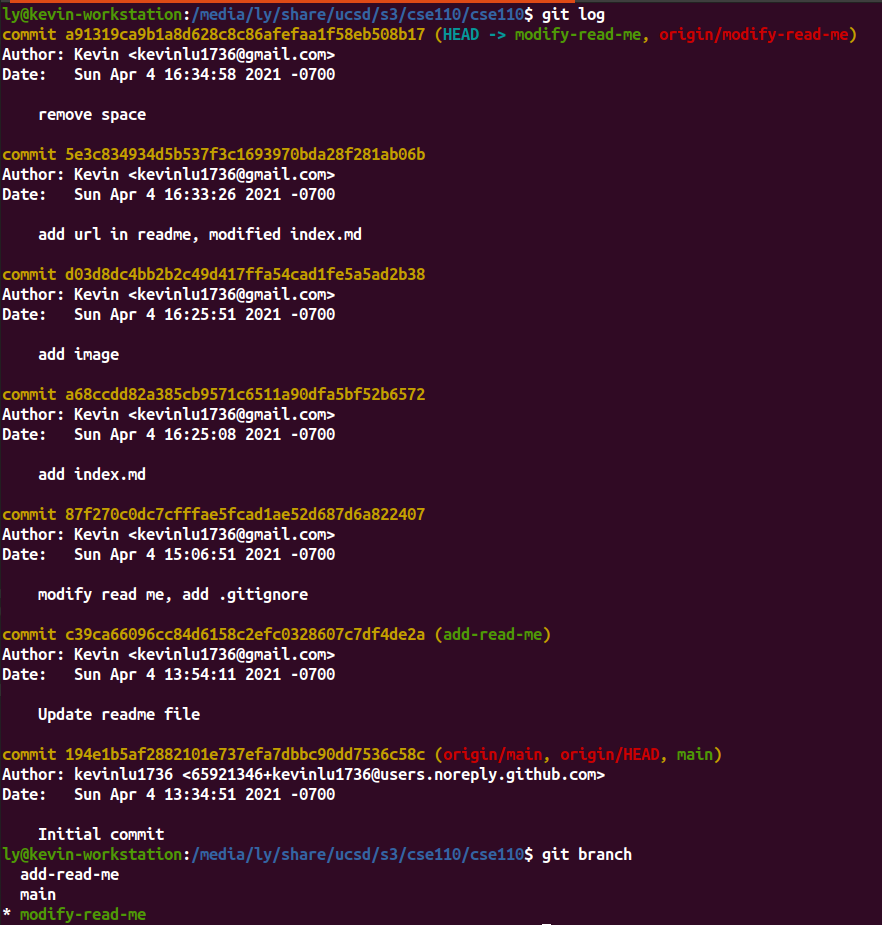 ly@kevin-workstation:/media/ly/share/ucsd/s3/cse110/cse110$ git log
commit a91319ca9b1a8d628c8c86afefaa1f58eb508b17 (HEAD -> modify-read-me, origin/modify-read-me)
Author: Kevin <kevinlu1736@gmail.com>
Date:   Sun Apr 4 16:34:58 2021 -0700

    remove space

commit 5e3c834934d5b537f3c1693970bda28f281ab06b
Author: Kevin <kevinlu1736@gmail.com>
Date:   Sun Apr 4 16:33:26 2021 -0700

    add url in readme, modified index.md

commit d03d8dc4bb2b2c49d417ffa54cad1fe5a5ad2b38
Author: Kevin <kevinlu1736@gmail.com>
Date:   Sun Apr 4 16:25:51 2021 -0700

    add image

commit a68ccdd82a385cb9571c6511a90dfa5bf52b6572
Author: Kevin <kevinlu1736@gmail.com>
Date:   Sun Apr 4 16:25:08 2021 -0700

    add index.md

commit 87f270c0dc7cfffae5fcad1ae52d687d6a822407
Author: Kevin <kevinlu1736@gmail.com>
Date:   Sun Apr 4 15:06:51 2021 -0700

    modify read me, add .gitignore

commit c39ca66096cc84d6158c2efc0328607c7df4de2a (add-read-me)
Author: Kevin <kevinlu1736@gmail.com>
Date:   Sun Apr 4 13:54:11 2021 -0700

    Update readme file

commit 194e1b5af2882101e737efa7dbbc90dd7536c58c (origin/main, origin/HEAD, main)
Author: kevinlu1736 <65921346+kevinlu1736@users.noreply.github.com>
Date:   Sun Apr 4 13:34:51 2021 -0700

    Initial commit
ly@kevin-workstation:/media/ly/share/ucsd/s3/cse110/cse110$ git branch
  add-read-me
  main
* modify-read-me